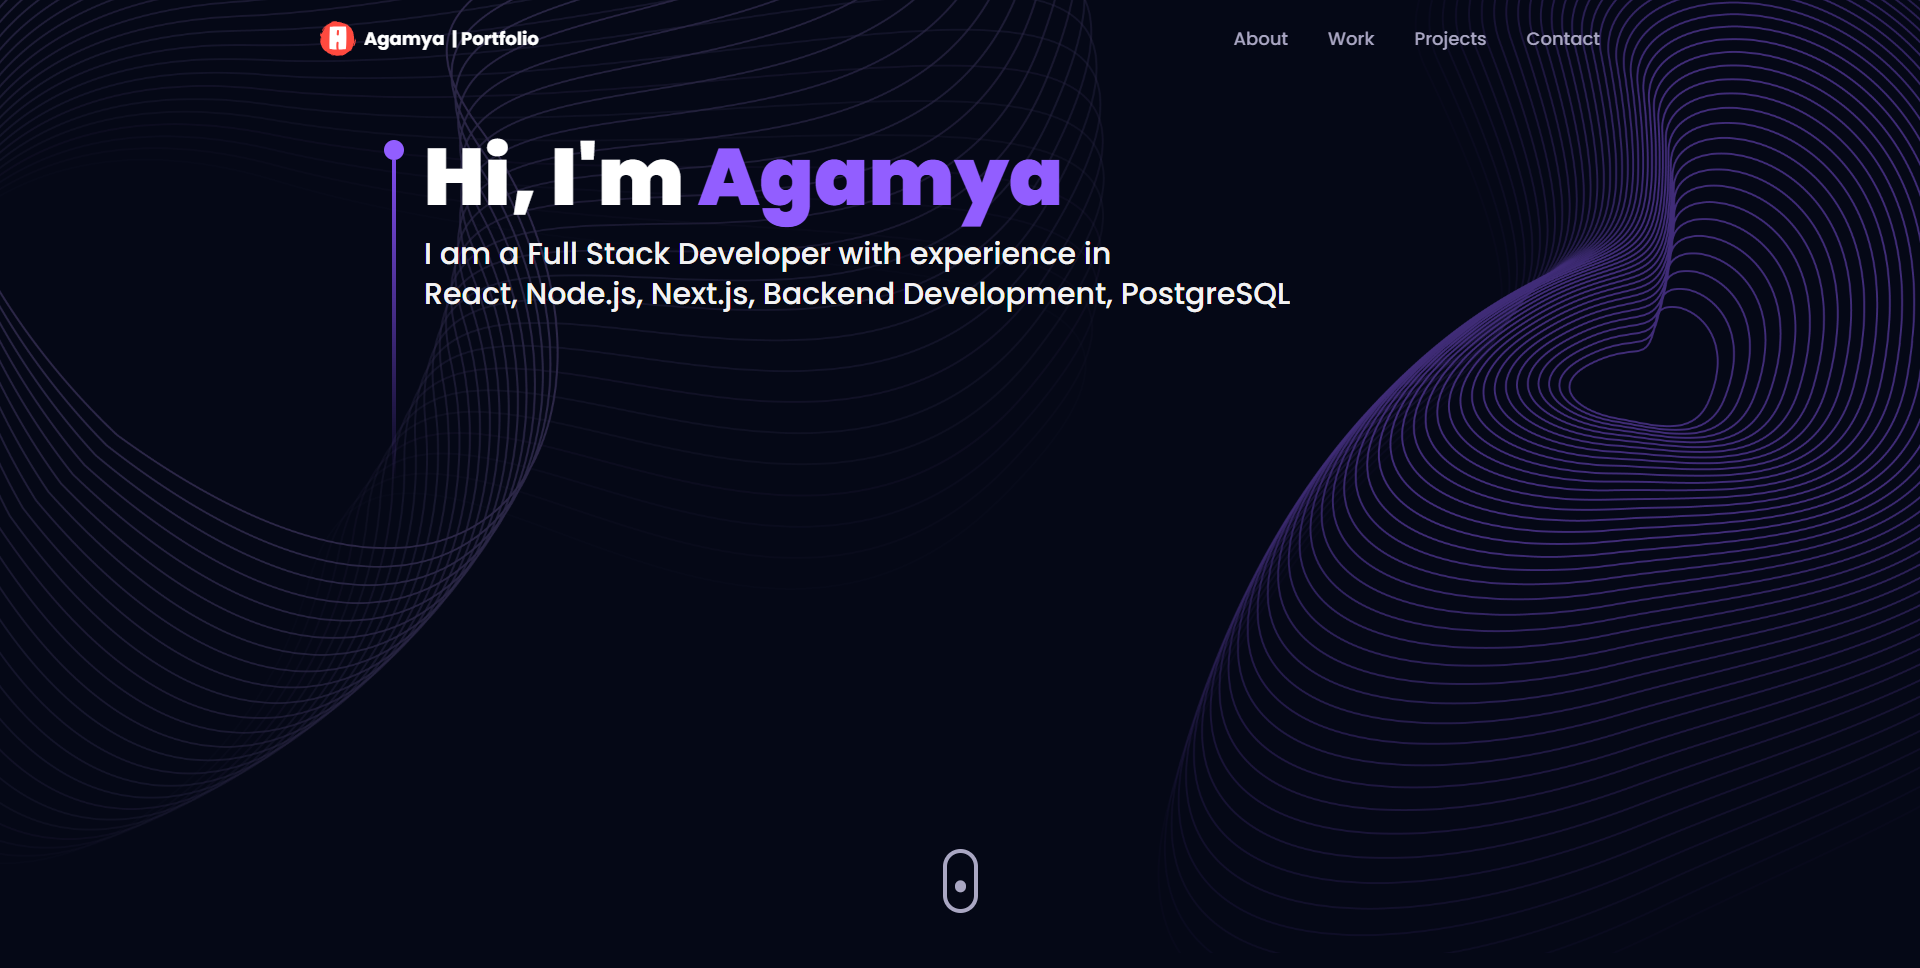 A Agamya | Portfolio
About Work Projects Contact
Hi, I'm Agamya
I am a Full Stack Developer with experience in
React, Node.js, Next.js, Backend Development, PostgreSQL